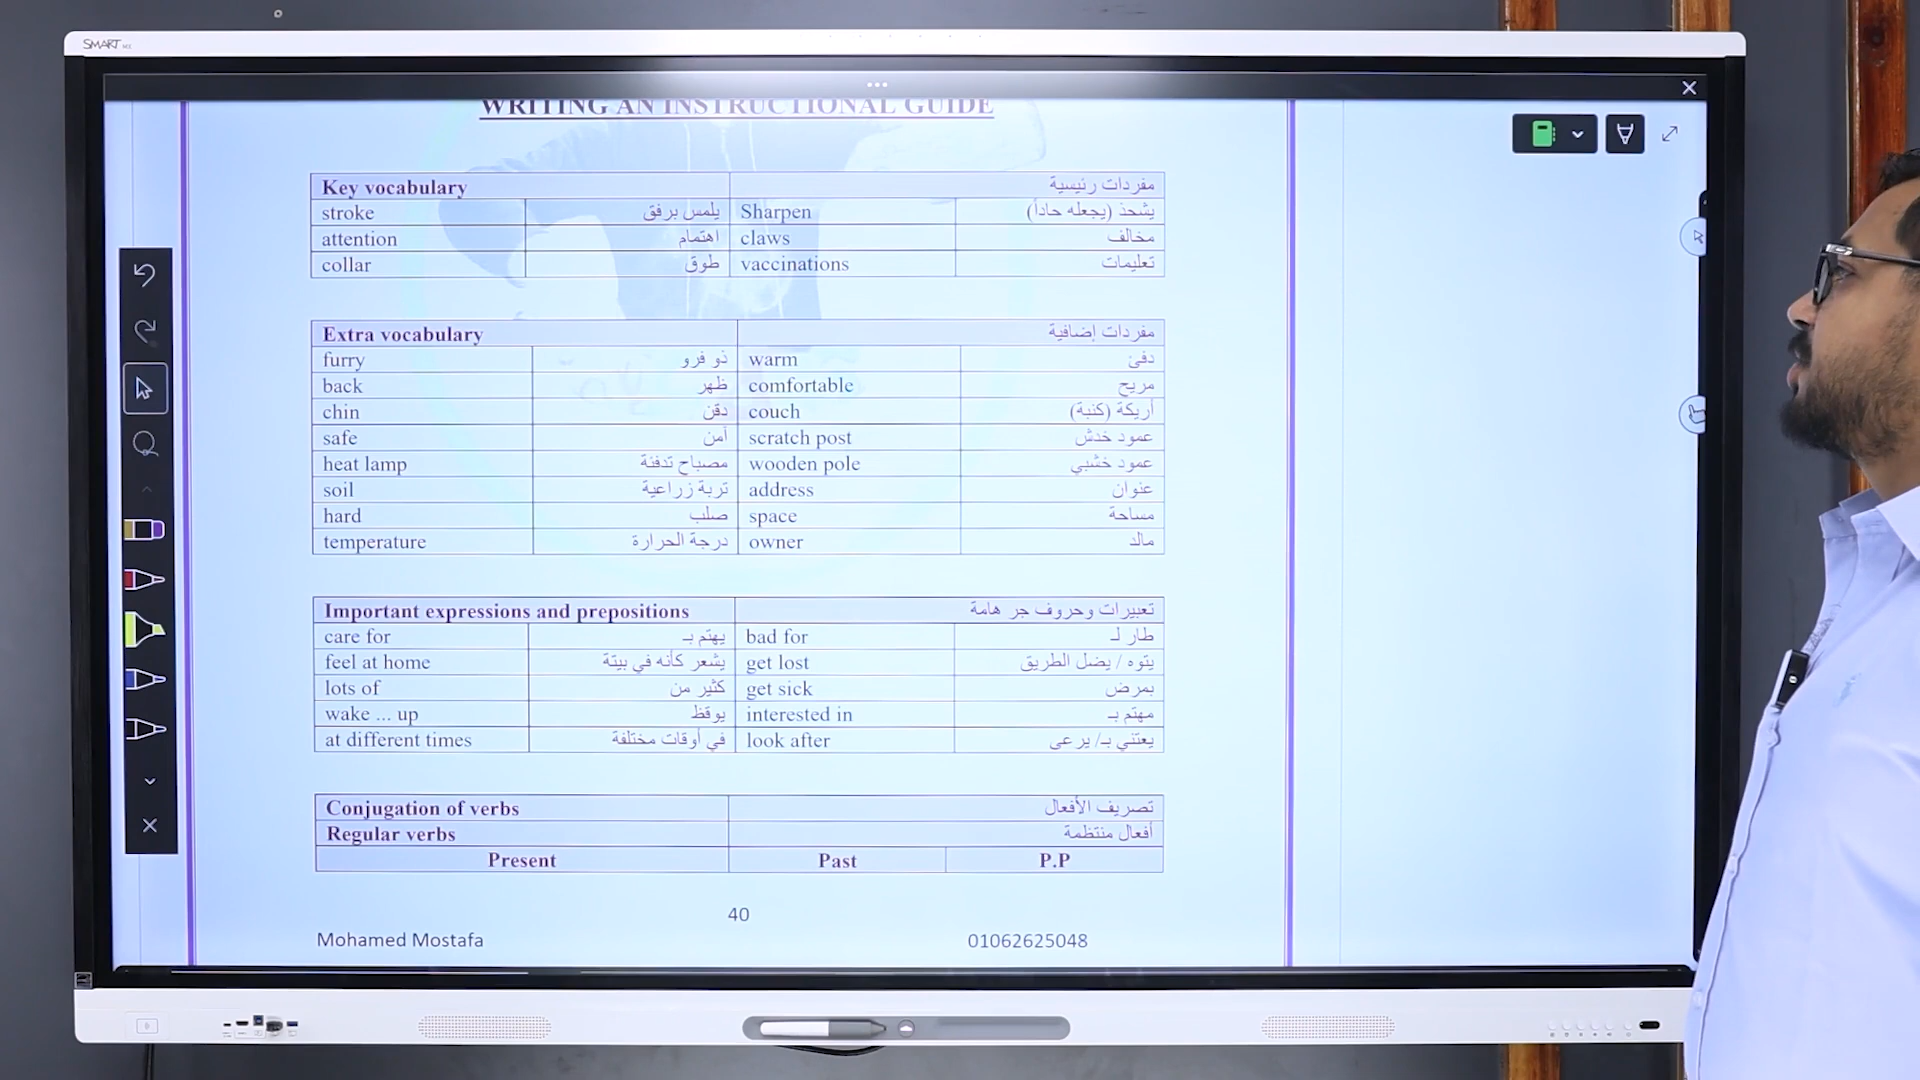 SMART MX
WRITING AN INSTRUCTIONAL GUIDE
Key vocabulary مفردات رئيسية
stroke يلمس برفق Sharpen يشحذ (يجعله حاداً)
attention اهتمام claws مخالف
collar طوق vaccinations تعليمات
Extra vocabulary مفردات إضافية
furry ذو فرو warm دفئ
back ظهر comfortable مريح
chin دقن couch أريكة (كنبة)
safe آمن scratch post عمود خدش
heat lamp مصباح تدفئة wooden pole عمود خشبي
soil تربة زراعية address عنوان
hard صلب space مساحة
temperature درجة الحرارة owner مالد
Important expressions and prepositions تعبيرات وحروف جر هامة
care for يهتم بـ bad for طار لـ
feel at home يشعر كأنه في بيتة get lost يتوه / يضل الطريق
lots of كثير من get sick بمرض
wake ... up يوقظ interested in مهتم بـ
at different times في أوقات مختلفة look after يعتني بـ/ يرعى
Conjugation of verbs تصريف الأفعال
Regular verbs أفعال منتظمة
Present Past P.P
40
Mohamed Mostafa 01062625048